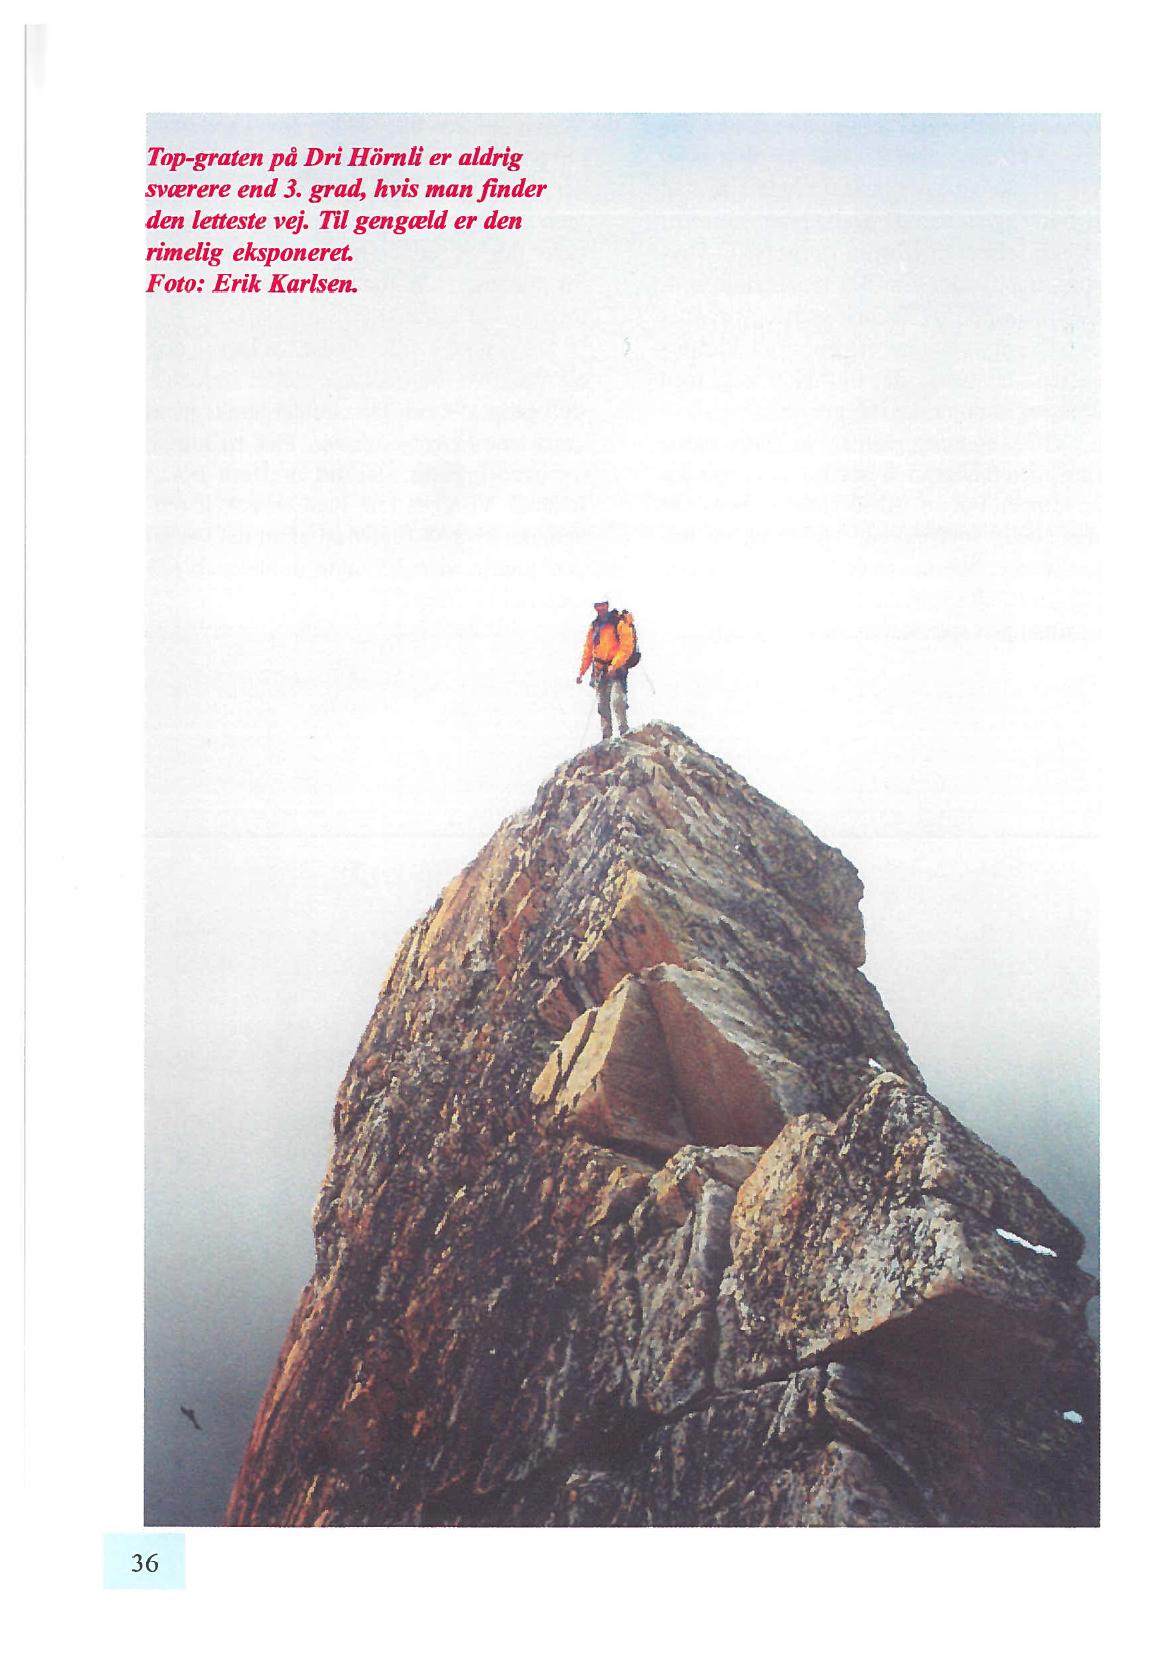 Top-graten på Dri Hörnli er aldrig
sværere end 3. grad, hvis man finder
den letteste vej. Til gengæld er den
rimelig eksponeret.
Foto: Erik Karlsen.
36